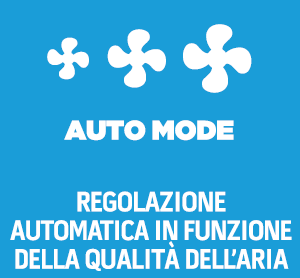 AUTO MODE
REGOLAZIONE
AUTOMATICA IN FUNZIONE
DELLA QUALITÀ DELL'ARIA